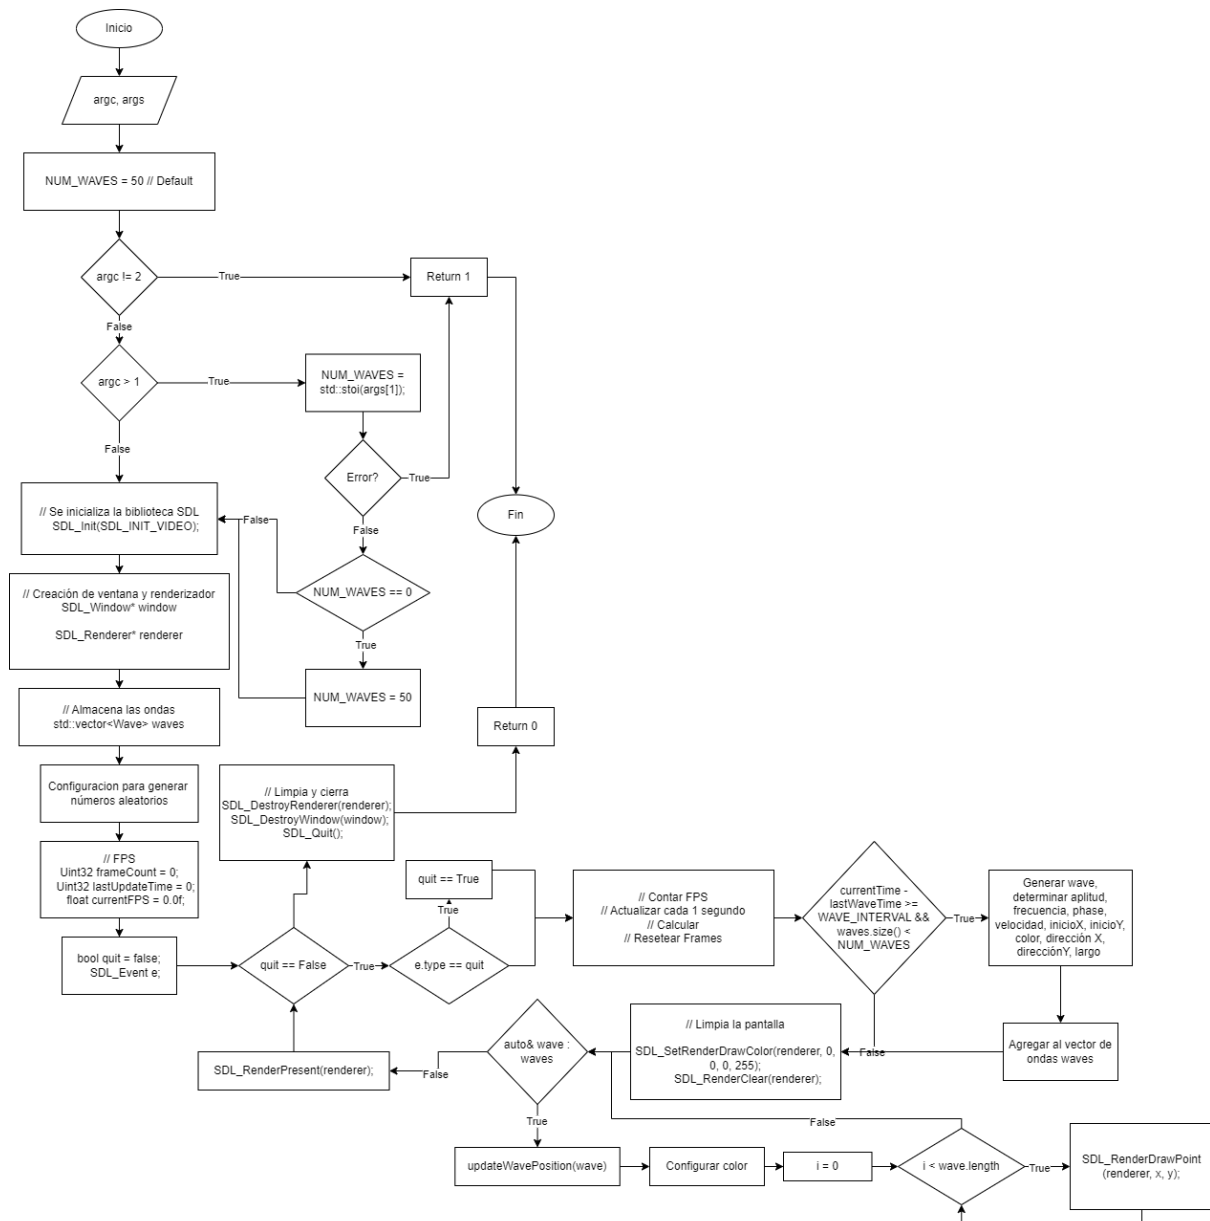 Inicio
argc, args
NUM_WAVES = 50 // Default
argc != 2
True
Return 1
False
argc > 1
True
NUM_WAVES =
std::stoi(args[1]);
False
Error?
True
Fin
// Se inicializa la biblioteca SDL
SDL_Init(SDL_INIT_VIDEO);
False
False
NUM_WAVES == 0
// Creación de ventana y renderizador
SDL_Window* window
SDL_Renderer* renderer
True
NUM_WAVES = 50
// Almacena las ondas
std::vector<Wave> waves
Return 0
Configuracion para generar
números aleatorios
// Limpia y cierra
SDL_DestroyRenderer(renderer);
SDL_DestroyWindow(window);
SDL_Quit();
// FPS
Uint32 frameCount = 0;
Uint32 lastUpdateTime = 0;
float currentFPS = 0.0f;
quit == True
True
// Contar FPS
// Actualizar cada 1 segundo
// Calcular
// Resetear Frames
currentTime -
lastWaveTime >=
WAVE_INTERVAL &&
waves.size() <
NUM_WAVES
True
Generar wave,
determinar aplitud,
frecuencia, phase,
velocidad, inicioX, inicioY,
color, dirección X,
direcciónY, largo
bool quit = false;
SDL_Event e;
quit == False
True
e.type == quit
// Limpia la pantalla
SDL_SetRenderDrawColor(renderer, 0,
0, 0, 255);
SDL_RenderClear(renderer);
False
Agregar al vector de
ondas waves
auto& wave :
waves
False
SDL_RenderPresent(renderer);
True
False
updateWavePosition(wave)
Configurar color
i = 0
i < wave.length
True
SDL_RenderDrawPoint
(renderer, x, y);